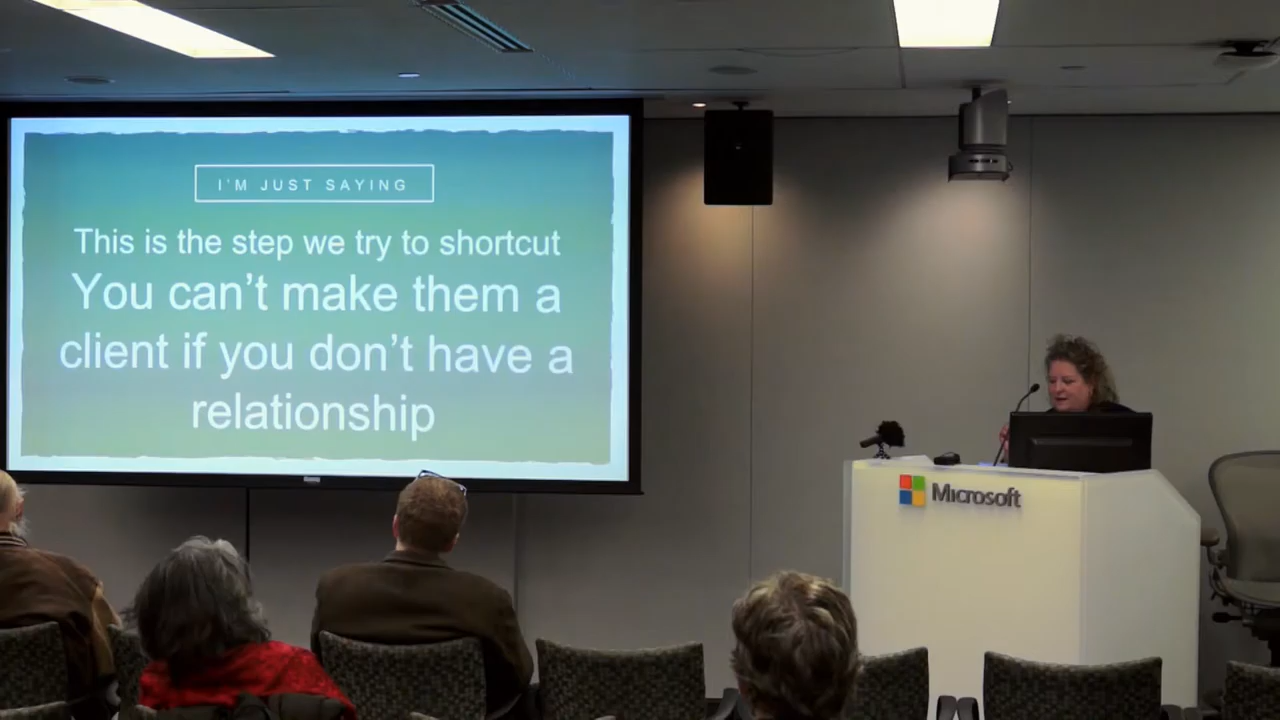 I'M JUST SAYING
This is the step we try to shortcut
You can't make them a
client if you don't have a
relationship
Microsoft